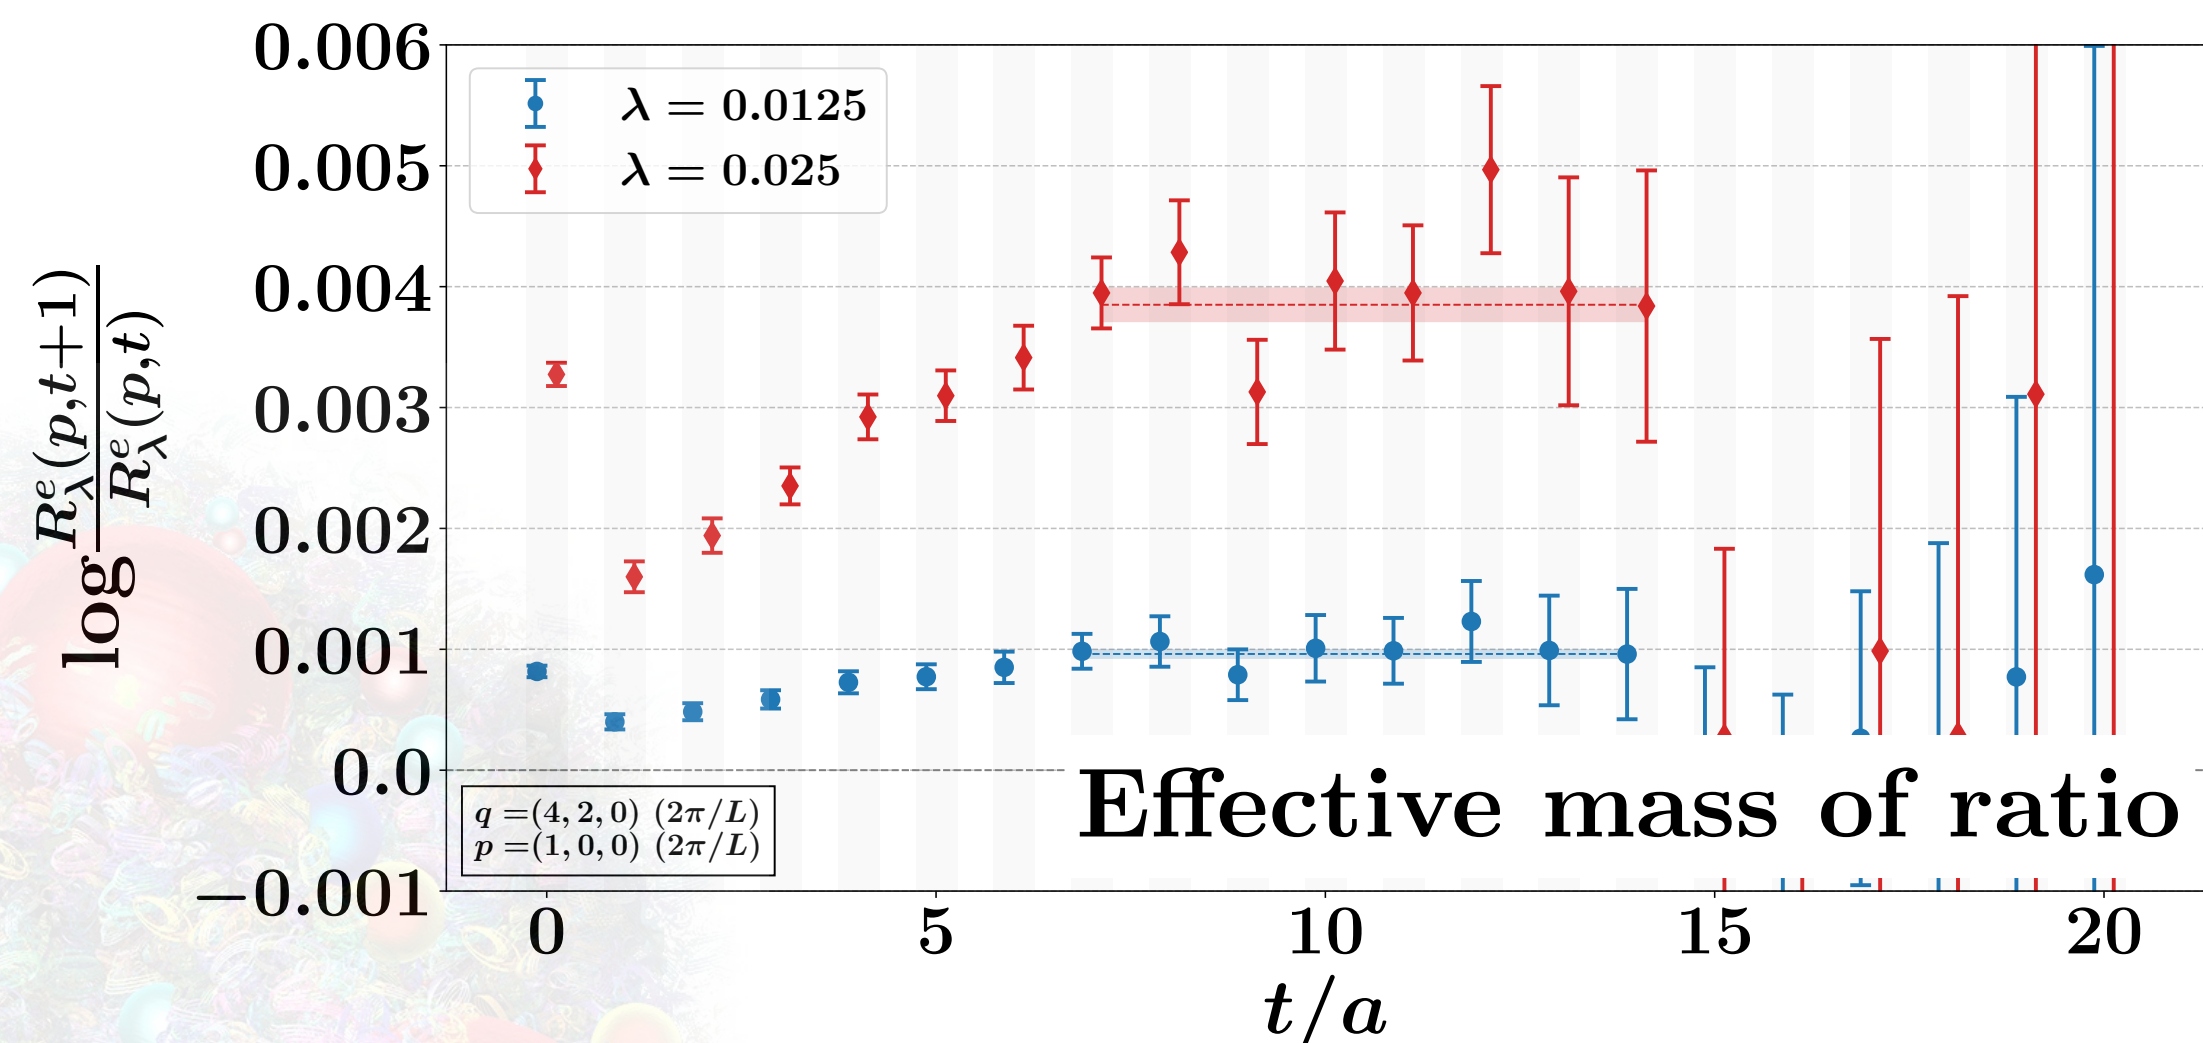 0.006
0.005
0.004
0.003
0.002
0.001
0.0
−0.001
log R^e_λ(p,t+1) / R^e_λ(p,t)
λ = 0.0125
λ = 0.025
q =(4, 2, 0) (2π/L)
p =(1, 0, 0) (2π/L)
Effective mass of ratio
0 5 10 15 20
t/a